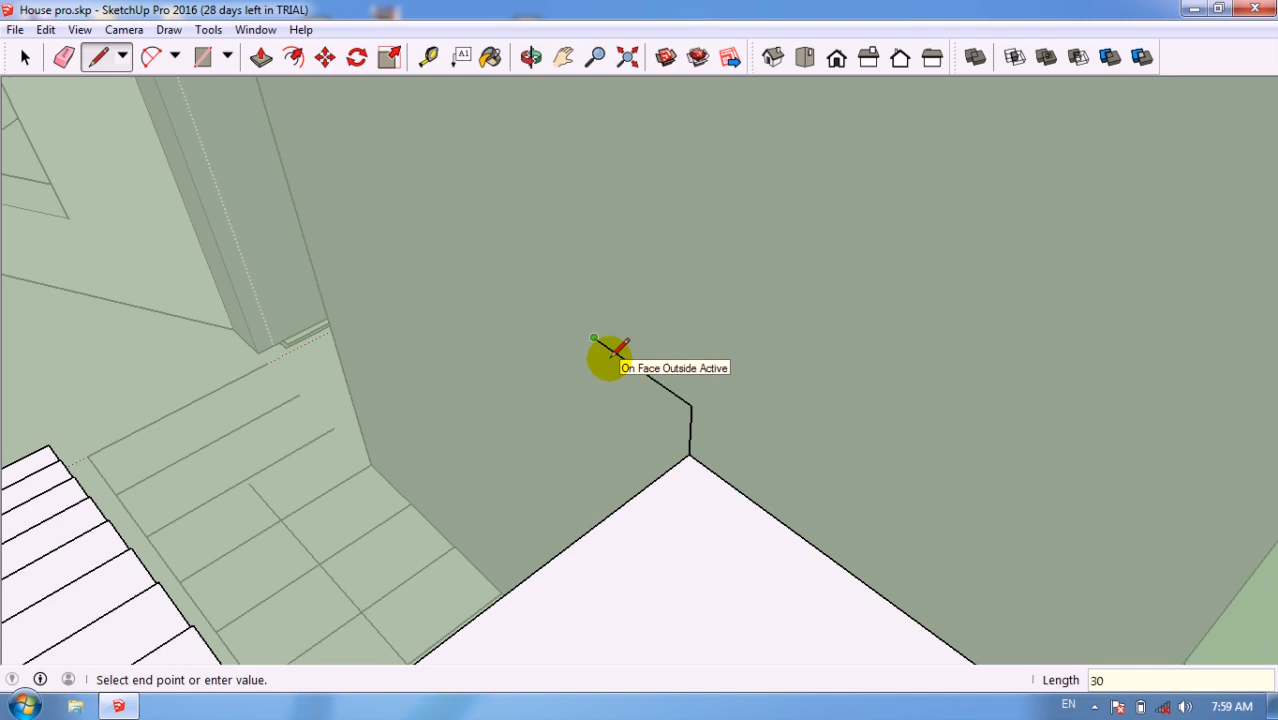 House pro.skp - SketchUp Pro 2016 (28 days left in TRIAL)
File Edit View Camera Draw Tools Window Help
A1
On Face Outside Active
Select end point or enter value.
Length 30
EN
7:59 AM